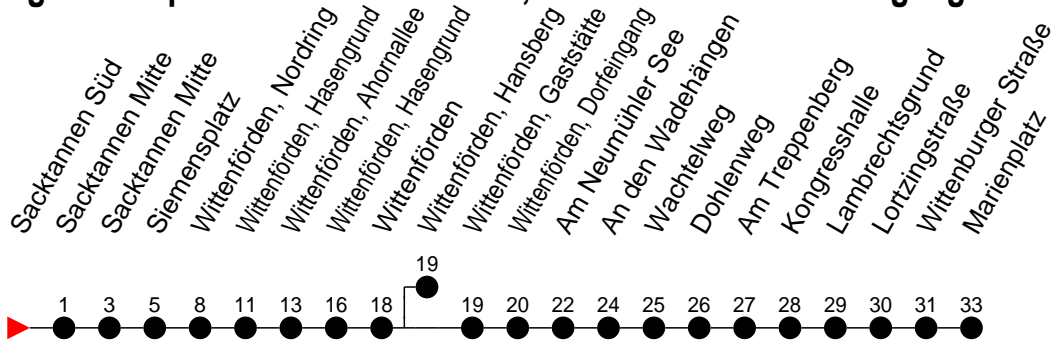 Sacktannen Süd
Sacktannen Mitte
Sacktannen Mitte
Siemensplatz
Wittenförden, Nordring
Wittenförden, Hasengrund
Wittenförden, Ahornallee
Wittenförden, Hasengrund
Wittenförden
Wittenförden, Hansberg
Wittenförden, Gaststätte
Wittenförden, Dorfeingang
Am Neumühler See
An den Wadehängen
Wachtelweg
Dohlenweg
Am Treppenberg
Kongresshalle
Lambrechtsgrund
Lortzingstraße
Wittenburger Straße
Marienplatz
19
1 3 5 8 11 13 16 18 19 20 22 24 25 26 27 28 29 30 31 33